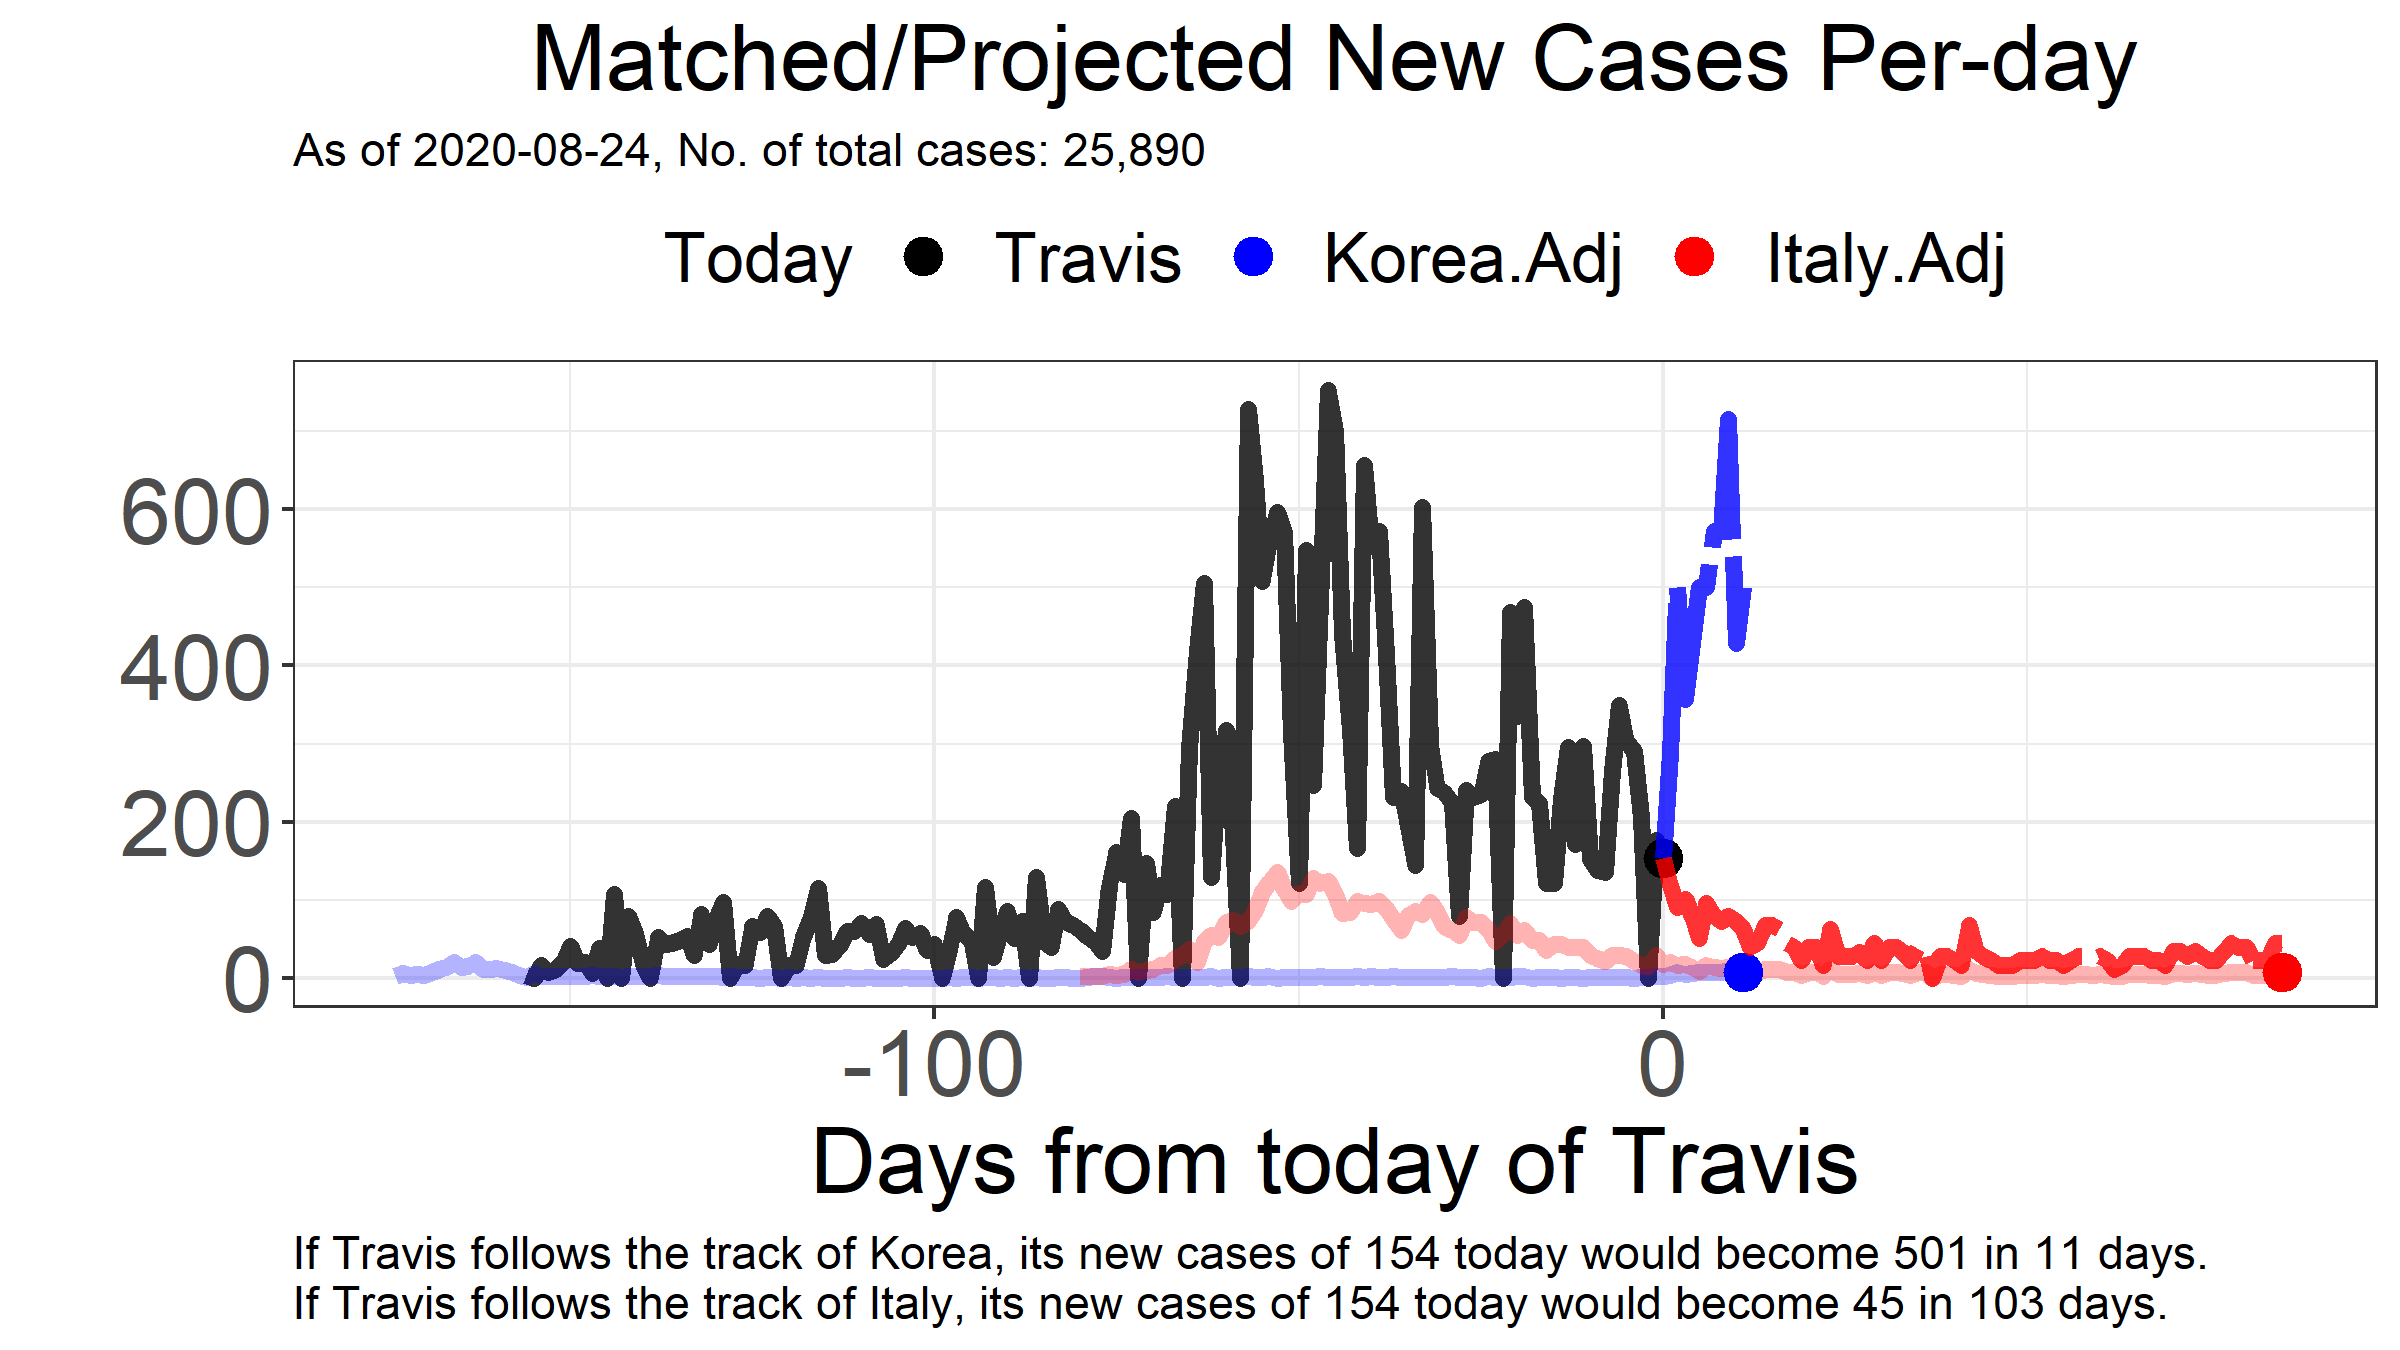 Matched/Projected New Cases Per-day
As of 2020-08-24, No. of total cases: 25,890
Today Travis Korea.Adj Italy.Adj
600
400
200
0
-100 0
Days from today of Travis
If Travis follows the track of Korea, its new cases of 154 today would become 501 in 11 days.
If Travis follows the track of Italy, its new cases of 154 today would become 45 in 103 days.